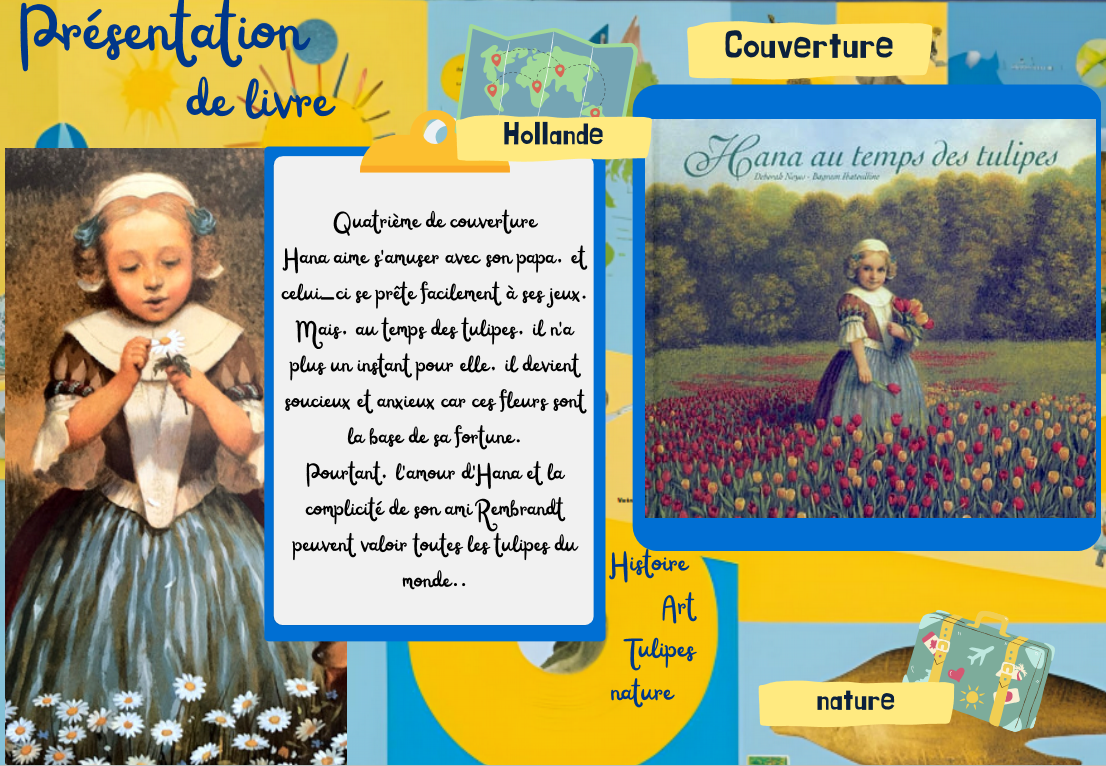 Présentation
de livre
Hollande
Couverture
Quatrième de couverture
Hana aime s'amuser avec son papa. et
celui-ci se prête facilement à ses jeux.
Mais. au temps des tulipes. il n'a
plus un instant pour elle. il devient
soucieux et anxieux car ces fleurs sont
la base de sa fortune.
Pourtant. l'amour d'Hana et la
complicité de son ami Rembrandt
peuvent valoir toutes les tulipes du
monde..
Hana au temps des tulipes
Deborah Noyes - Bagram Ibatoulline
Histoire
Art
Tulipes
nature
nature